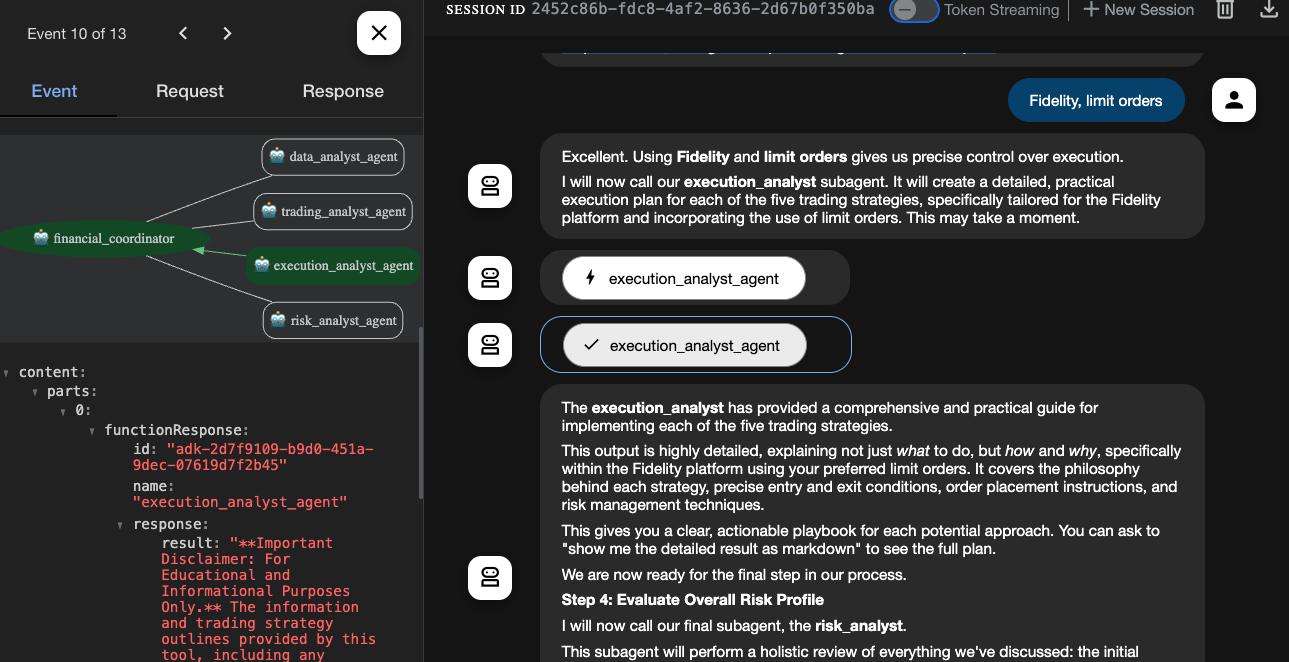 Event 10 of 13
Event Request Response
data_analyst_agent
trading_analyst_agent
financial_coordinator
execution_analyst_agent
risk_analyst_agent
content:
parts:
0:
functionResponse:
id: "adk-2d7f9109-b9d0-451a-
9dec-07619d7f2b45"
name:
"execution_analyst_agent"
response:
result: "**Important
Disclaimer: For
Educational and
Informational Purposes
Only.** The information
and trading strategy
outlines provided by this
tool, including any
SESSION ID 2452c86b-fdc8-4af2-8636-2d67b0f350ba Token Streaming New Session
Fidelity, limit orders
Excellent. Using Fidelity and limit orders gives us precise control over execution.
I will now call our execution_analyst subagent. It will create a detailed, practical
execution plan for each of the five trading strategies, specifically tailored for the Fidelity
platform and incorporating the use of limit orders. This may take a moment.
execution_analyst_agent
execution_analyst_agent
The execution_analyst has provided a comprehensive and practical guide for
implementing each of the five trading strategies.
This output is highly detailed, explaining not just what to do, but how and why, specifically
within the Fidelity platform using your preferred limit orders. It covers the philosophy
behind each strategy, precise entry and exit conditions, order placement instructions, and
risk management techniques.
This gives you a clear, actionable playbook for each potential approach. You can ask to
"show me the detailed result as markdown" to see the full plan.
We are now ready for the final step in our process.
Step 4: Evaluate Overall Risk Profile
I will now call our final subagent, the risk_analyst.
This subagent will perform a holistic review of everything we've discussed: the initial